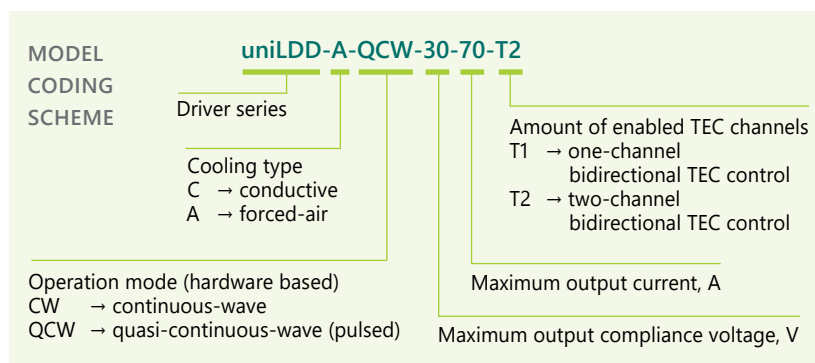 MODEL
CODING
SCHEME
uniLDD-A-QCW-30-70-T2
Driver series
Cooling type
C → conductive
A → forced-air
Operation mode (hardware based)
CW → continuous-wave
QCW → quasi-continuous-wave (pulsed)
Amount of enabled TEC channels
T1 → one-channel
bidirectional TEC control
T2 → two-channel
bidirectional TEC control
Maximum output current, A
Maximum output compliance voltage, V